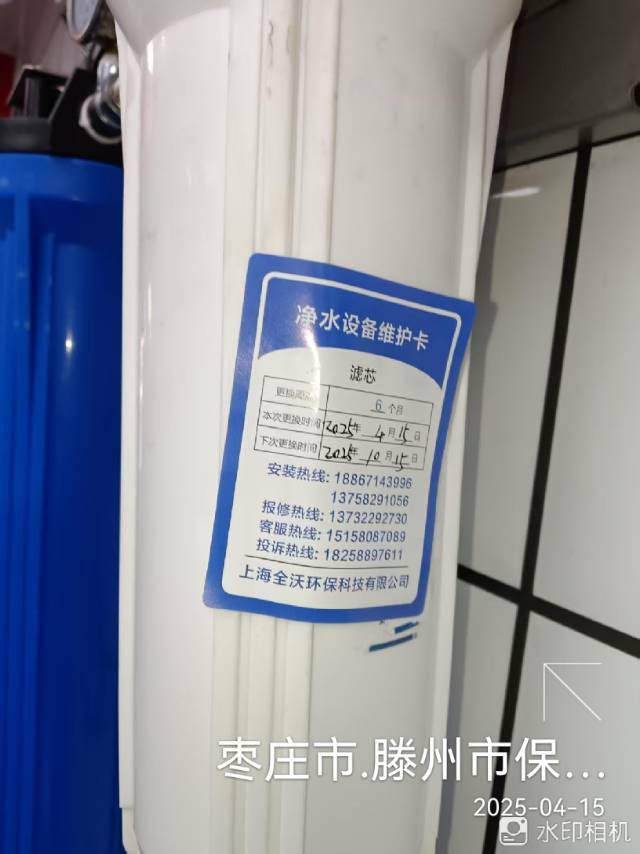 净水设备维护卡
滤芯
更换周期 6 个月
本次更换时间 2025年 4月15日
下次更换时间 2025年 10月15日
安装热线: 18867143996
13758291056
报修热线: 13732292730
客服热线: 15158087089
投诉热线: 18258897611
上海全沃环保科技有限公司
枣庄市.滕州市保...
2025-04-15
水印相机